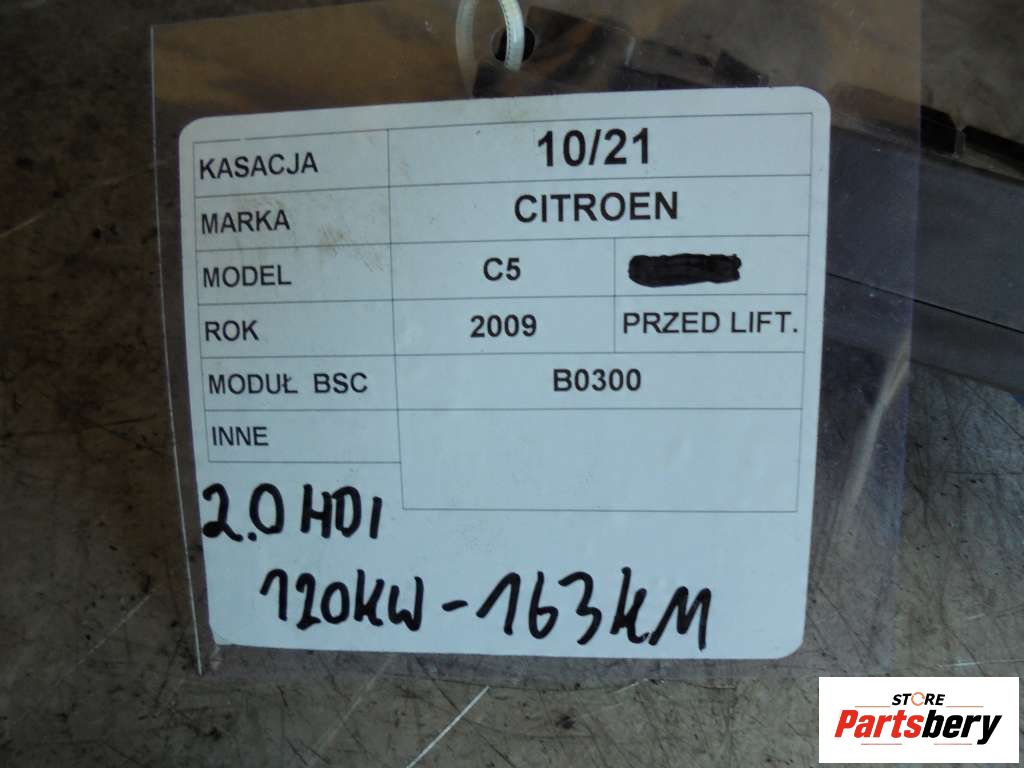 KASACJA 10/21
MARKA CITROEN
MODEL C5
ROK 2009 PRZED LIFT.
MODUŁ BSC B0300
INNE
2.0 HDI
120KW - 163KM
STORE
Partsbery